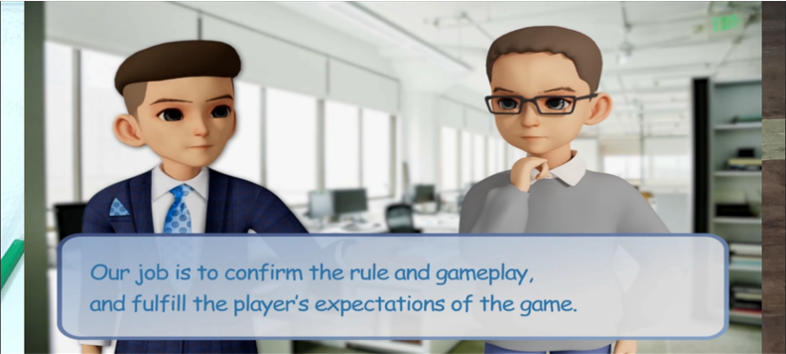 Our job is to confirm the rule and gameplay,
and fulfill the player's expectations of the game.